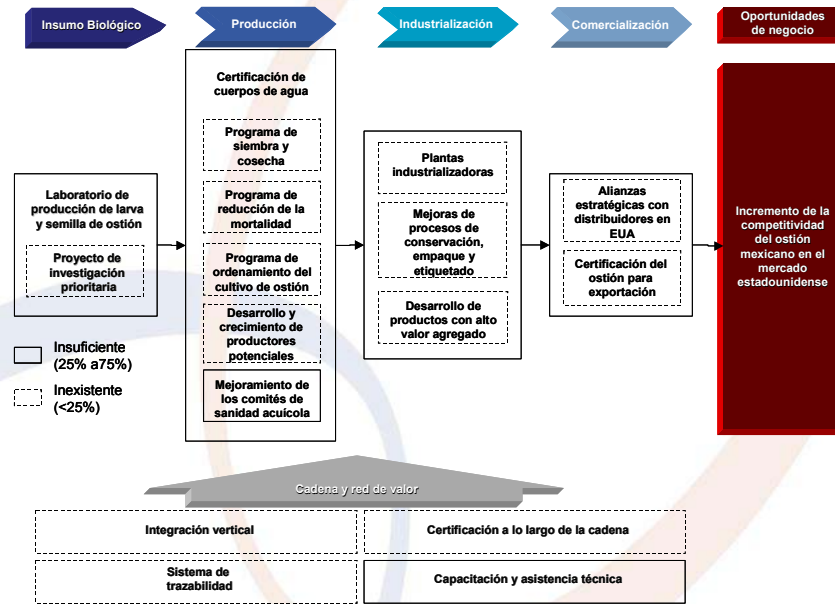 Insumo Biológico
Producción
Industrialización
Comercialización
Oportunidades
de negocio
Laboratorio de
producción de larva
y semilla de ostión
Proyecto de
investigación
prioritaria
Insuficiente
(25% a75%)
Inexistente
(<25%)
Certificación de
cuerpos de agua
Programa de
siembra y
cosecha
Programa de
reducción de la
mortalidad
Programa de
ordenamiento del
cultivo de ostión
Desarrollo y
crecimiento de
productores
potenciales
Mejoramiento de
los comités de
sanidad acuícola
Plantas
industrializadoras
Mejoras de
procesos de
conservación,
empaque y
etiquetado
Desarrollo de
productos con alto
valor agregado
Alianzas
estratégicas con
distribuidores en
EUA
Certificación del
ostión para
exportación
Incremento de la
competitividad
del ostión
mexicano en el
mercado
estadounidense
Cadena y red de valor
Integración vertical
Certificación a lo largo de la cadena
Sistema de
trazabilidad
Capacitación y asistencia técnica